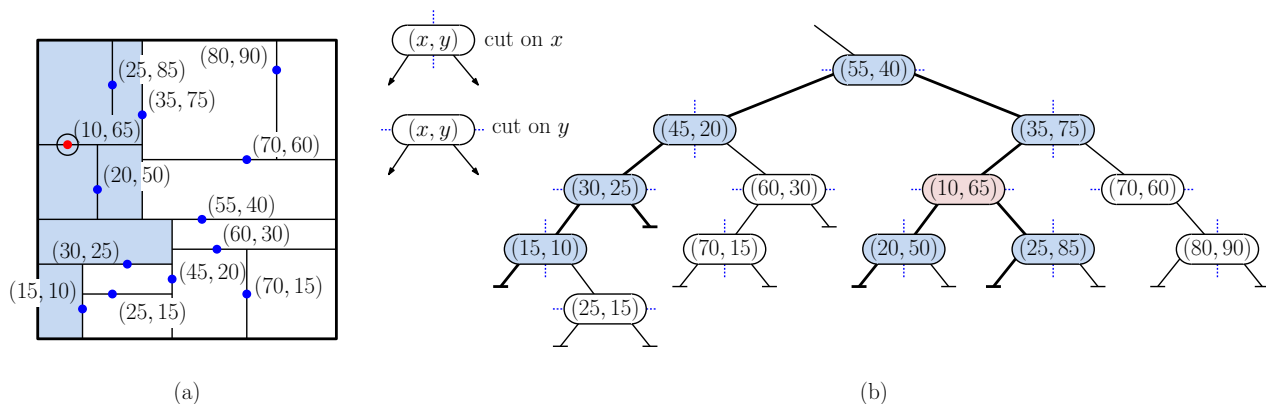 (80, 90)
(25, 85)
(35, 75)
(10, 65)
(70, 60)
(20, 50)
(55, 40)
(60, 30)
(30, 25)
(45, 20)
(15, 10)
(70, 15)
(25, 15)
(a)
(x, y) cut on x
(x, y) cut on y
(55, 40)
(45, 20) (35, 75)
(30, 25) (60, 30) (10, 65) (70, 60)
(15, 10) (70, 15) (20, 50) (25, 85) (80, 90)
(25, 15)
(b)